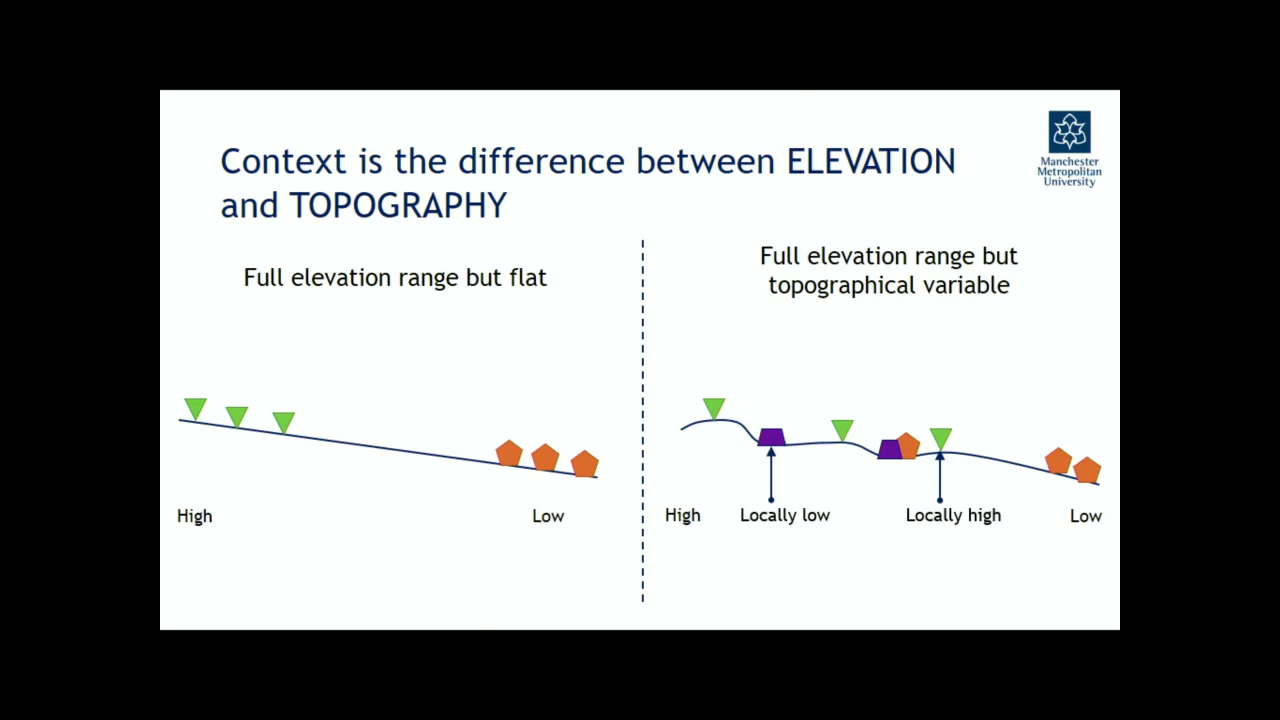 Context is the difference between ELEVATION
and TOPOGRAPHY
Manchester
Metropolitan
University
Full elevation range but flat
Full elevation range but
topographical variable
High
Low
High
Locally low
Locally high
Low